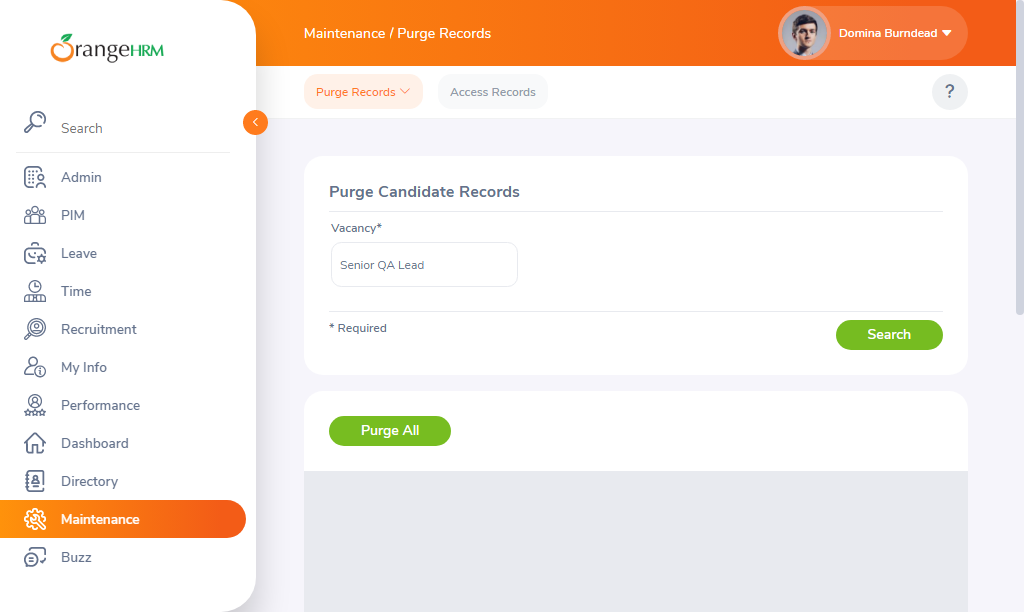 OrangeHRM
Search
Admin
PIM
Leave
Time
Recruitment
My Info
Performance
Dashboard
Directory
Maintenance
Buzz
Maintenance / Purge Records
Domina Burndead
Purge Records
Access Records
?
Purge Candidate Records
Vacancy*
Senior QA Lead
* Required
Search
Purge All